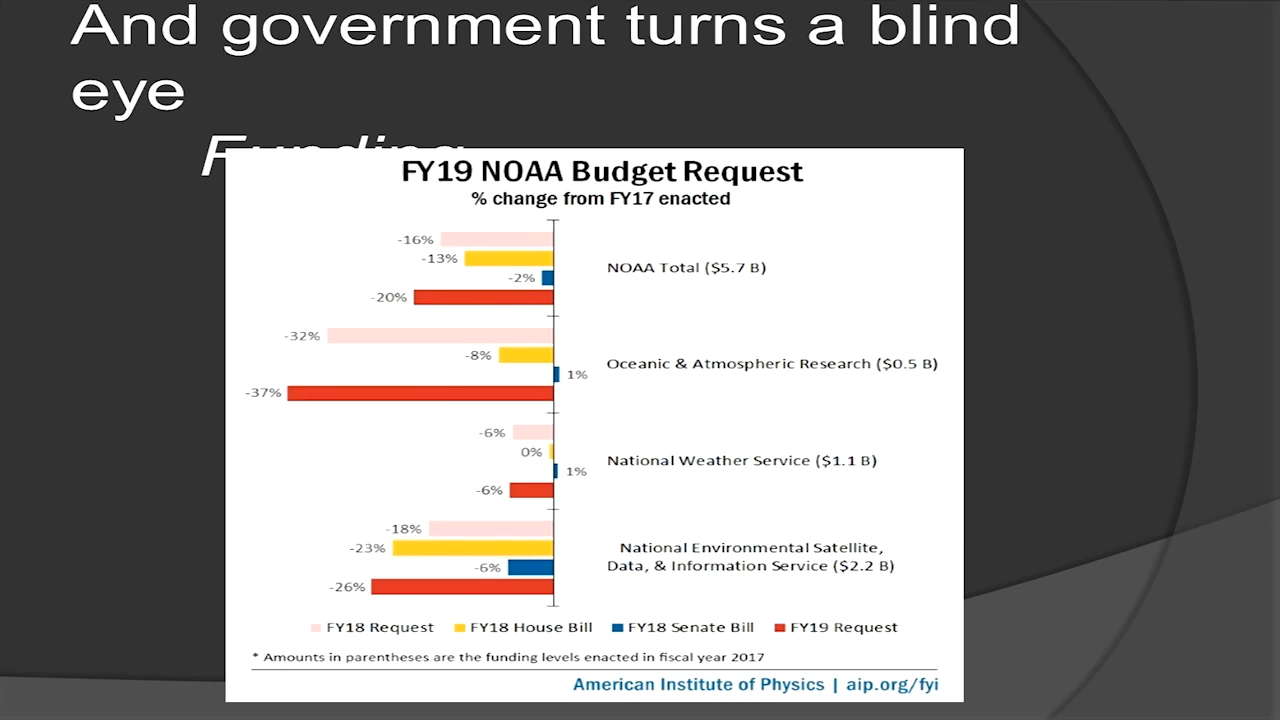 And government turns a blind
eye
Funding
FY19 NOAA Budget Request
% change from FY17 enacted
-16%
-13%
-2%
-20%
NOAA Total ($5.7 B)
-32%
-8%
1%
-37%
Oceanic & Atmospheric Research ($0.5 B)
-6%
0%
1%
-6%
National Weather Service ($1.1 B)
-18%
-23%
-6%
-26%
National Environmental Satellite,
Data, & Information Service ($2.2 B)
FY18 Request FY18 House Bill FY18 Senate Bill FY19 Request
* Amounts in parentheses are the funding levels enacted in fiscal year 2017
American Institute of Physics | aip.org/fyi